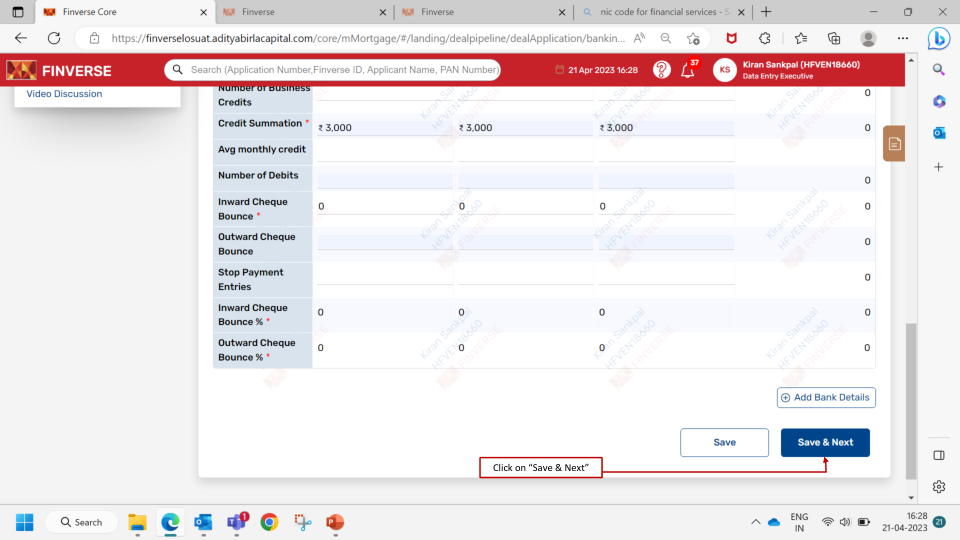 Finverse Core
Finverse
Finverse
nic code for financial services - S
https://finverselosuat.adityabirlacapital.com/core/mMortgage/#/landing/dealpipeline/dealApplication/bankin...
FINVERSE
Search (Application Number,Finverse ID, Applicant Name, PAN Number)
21 Apr 2023 16:28
37
KS
Kiran Sankpal (HFVEN18660)
Data Entry Executive
Video Discussion
Number of Business
Credits
0
Credit Summation *
₹ 3,000 ₹ 3,000 ₹ 3,000 0
Avg monthly credit
Number of Debits
0
Inward Cheque
Bounce *
0 0 0 0
Outward Cheque
Bounce
0
Stop Payment
Entries
0
Inward Cheque
Bounce % *
0 0 0 0
Outward Cheque
Bounce % *
0 0 0 0
Kiran Sankpal
HFVEN18660
FINVERSE
Add Bank Details
Save
Save & Next
Click on “Save & Next”
Search
1
ENG
IN
16:28
21-04-2023
21